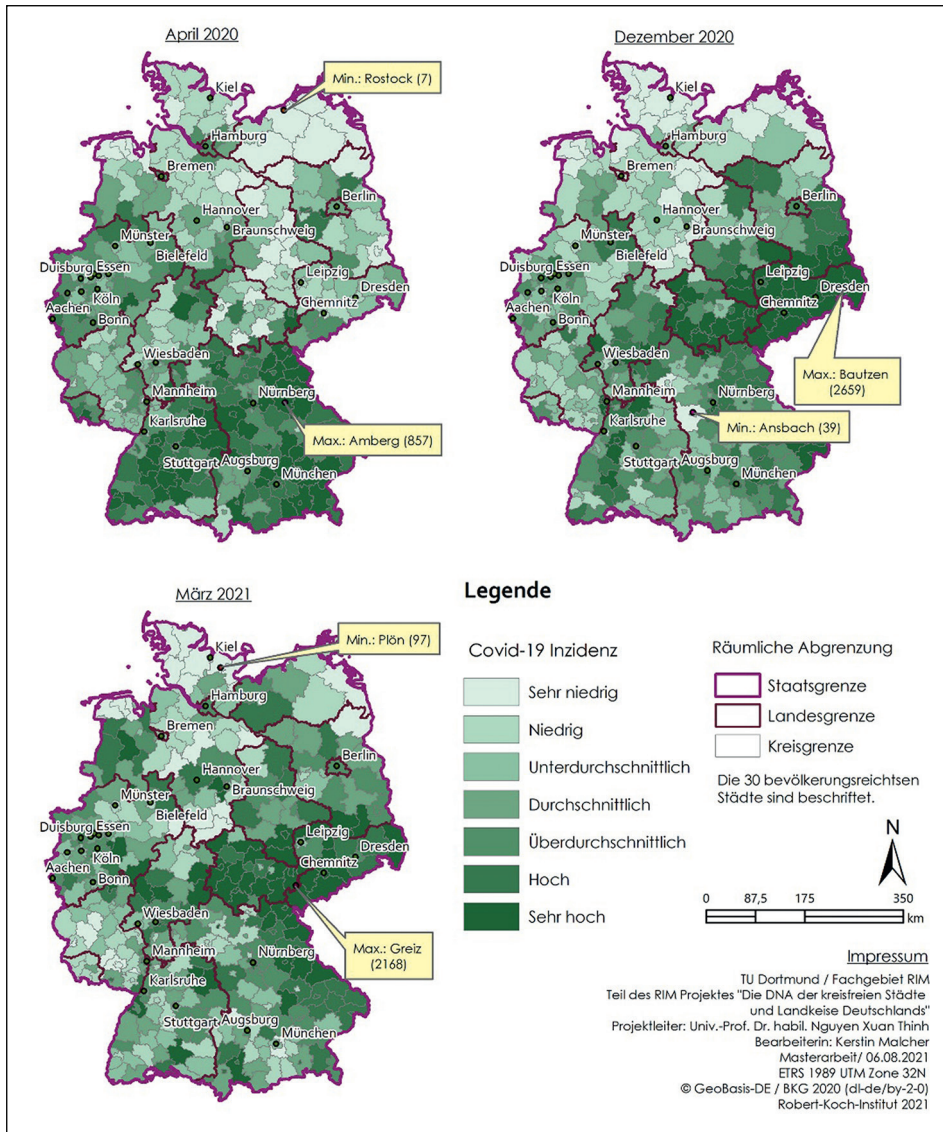 April 2020
Min.: Rostock (7)
Kiel
Hamburg
Bremen
Berlin
Hannover
Braunschweig
Münster
Bielefeld
Duisburg Essen
Leipzig
Dresden
Köln
Chemnitz
Aachen
Bonn
Wiesbaden
Mannheim
Nürnberg
Karlsruhe
Max.: Amberg (857)
Stuttgart
Augsburg
München
Dezember 2020
Kiel
Hamburg
Bremen
Berlin
Hannover
Braunschweig
Münster
Bielefeld
Duisburg Essen
Leipzig
Dresden
Köln
Chemnitz
Aachen
Bonn
Wiesbaden
Max.: Bautzen
(2659)
Mannheim
Nürnberg
Karlsruhe
Min.: Ansbach (39)
Stuttgart
Augsburg
München
März 2021
Min.: Plön (97)
Kiel
Hamburg
Bremen
Berlin
Hannover
Braunschweig
Münster
Bielefeld
Duisburg Essen
Leipzig
Dresden
Köln
Chemnitz
Aachen
Bonn
Wiesbaden
Max.: Greiz
(2168)
Mannheim
Nürnberg
Karlsruhe
Stuttgart
Augsburg
München
Legende
Covid-19 Inzidenz
Sehr niedrig
Niedrig
Unterdurchschnittlich
Durchschnittlich
Überdurchschnittlich
Hoch
Sehr hoch
Räumliche Abgrenzung
Staatsgrenze
Landesgrenze
Kreisgrenze
Die 30 bevölkerungsreichtsen
Städte sind beschriftet.
N
0 87,5 175 350
km
Impressum
TU Dortmund / Fachgebiet RIM
Teil des RIM Projektes "Die DNA der kreisfreien Städte
und Landkeise Deutschlands"
Projektleiter: Univ.-Prof. Dr. habil. Nguyen Xuan Thinh
Bearbeiterin: Kerstin Malcher
Masterarbeit/ 06.08.2021
ETRS 1989 UTM Zone 32N
© GeoBasis-DE / BKG 2020 (dl-de/by-2-0)
Robert-Koch-Institut 2021